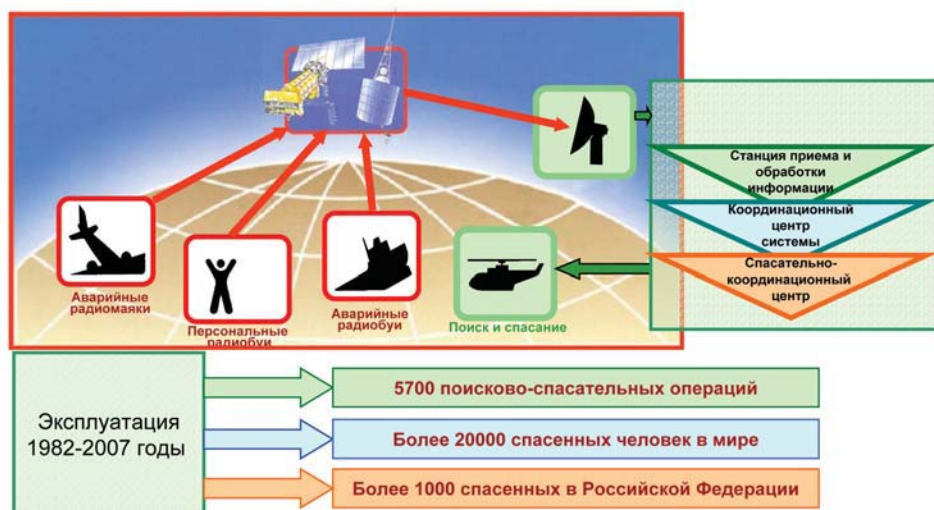 Станция приема и
обработки
информации
Координационный
центр
системы
Спасательно-
координационный
центр
Аварийные
радиомаяки
Персональные
радиобуи
Аварийные
радиобуи
Поиск и спасание
Эксплуатация
1982-2007 годы
5700 поисково-спасательных операций
Более 20000 спасенных человек в мире
Более 1000 спасенных в Российской Федерации